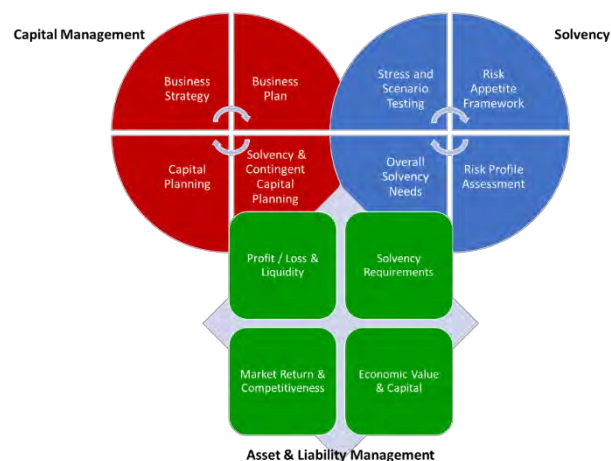 Capital Management
Solvency
Business
Strategy
Business
Plan
Stress and
Scenario
Testing
Risk
Appetite
Framework
Capital
Planning
Solvency &
Contingent
Capital
Planning
Overall
Solvency
Needs
Risk Profile
Assessment
Profit / Loss &
Liquidity
Solvency
Requirements
Market Return &
Competitiveness
Economic Value
& Capital
Asset & Liability Management